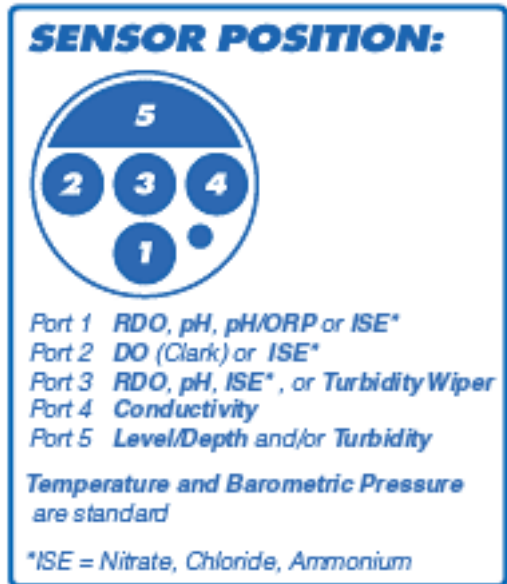 SENSOR POSITION:
5
2 3 4
1
Port 1 RDO, pH, pH/ORP or ISE*
Port 2 DO (Clark) or ISE*
Port 3 RDO, pH, ISE* , or Turbidity Wiper
Port 4 Conductivity
Port 5 Level/Depth and/or Turbidity
Temperature and Barometric Pressure
are standard
*ISE = Nitrate, Chloride, Ammonium